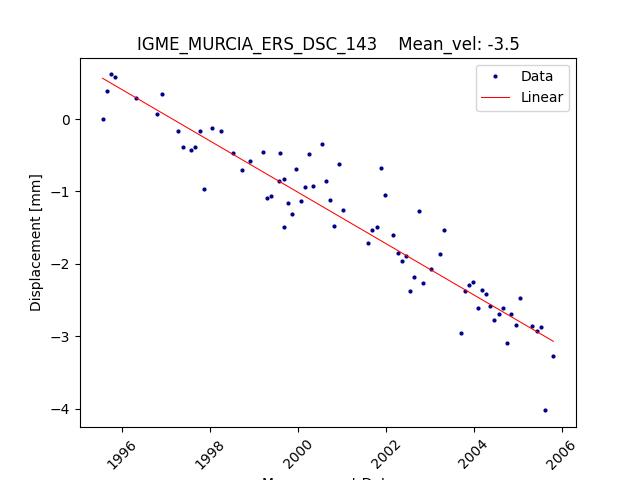 IGME_MURCIA_ERS_DSC_143    Mean_vel: -3.5
Data
Linear
Displacement [mm]
0
−1
−2
−3
−4
1996
1998
2000
2002
2004
2006